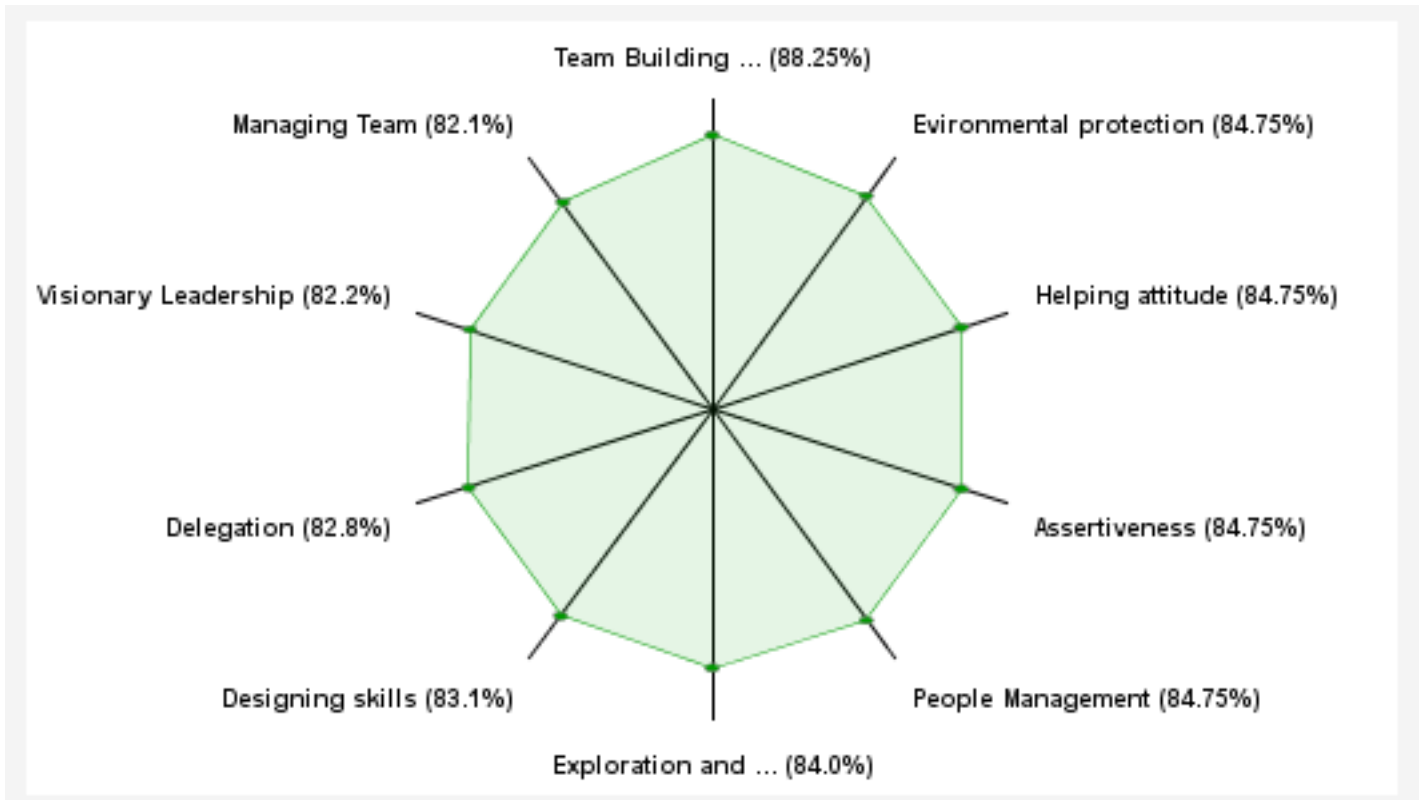 Team Building ... (88.25%)
Managing Team (82.1%)
Evironmental protection (84.75%)
Visionary Leadership (82.2%)
Helping attitude (84.75%)
Delegation (82.8%)
Assertiveness (84.75%)
Designing skills (83.1%)
People Management (84.75%)
Exploration and ... (84.0%)